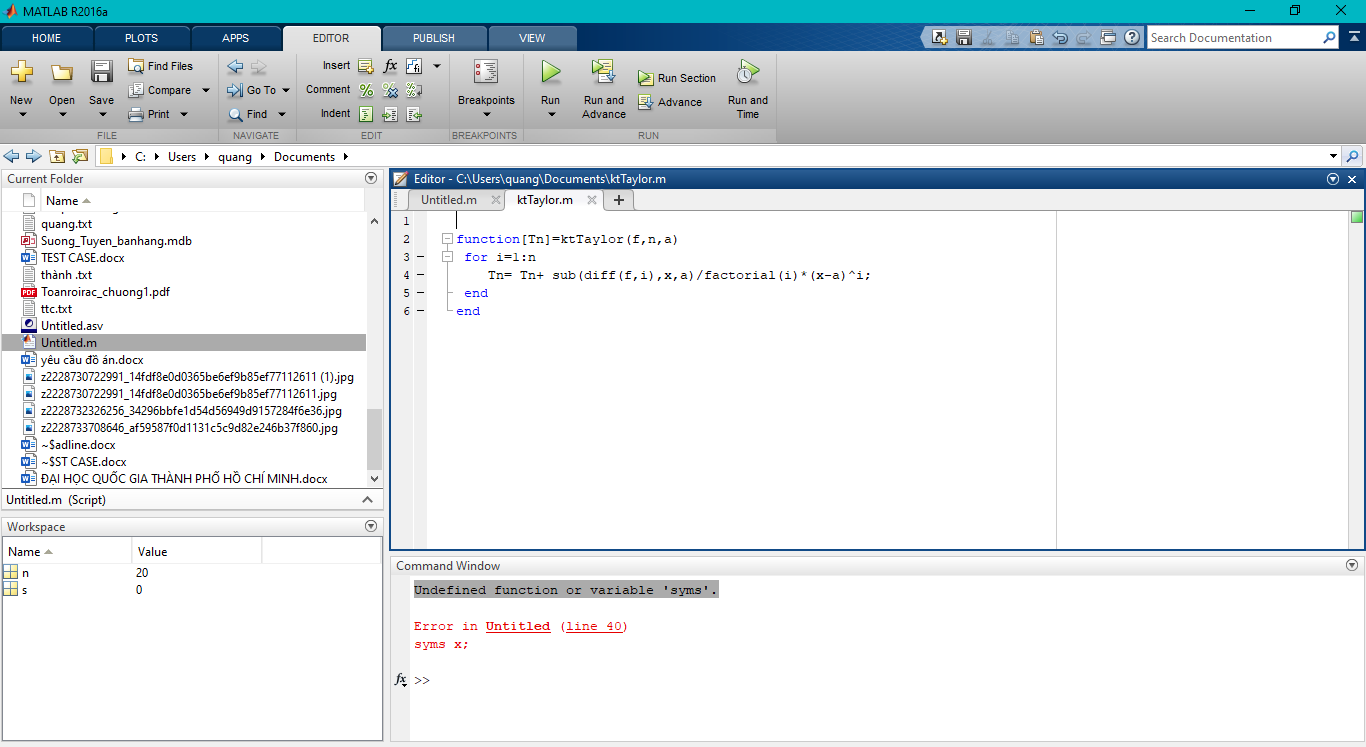 MATLAB R2016a
HOME PLOTS APPS EDITOR PUBLISH VIEW
Search Documentation
New Open Save Find Files Compare Print
Go To Find
Insert fx Comment Indent
Breakpoints
Run Run and Advance Run Section Advance Run and Time
FILE NAVIGATE EDIT BREAKPOINTS RUN
C: Users quang Documents
Current Folder
Name
quang.txt
Suong_Tuyen_banhang.mdb
TEST CASE.docx
thành .txt
Toanroirac_chuong1.pdf
ttc.txt
Untitled.asv
Untitled.m
yêu cầu đồ án.docx
z2228730722991_14fdf8e0d0365be6ef9b85ef77112611 (1).jpg
z2228730722991_14fdf8e0d0365be6ef9b85ef77112611.jpg
z2228732326256_34296bbfe1d54d56949d9157284f6e36.jpg
z2228733708646_af59587f0d1131c5c9d82e246b37f860.jpg
~$adline.docx
~$ST CASE.docx
ĐẠI HỌC QUỐC GIA THÀNH PHỐ HỒ CHÍ MINH.docx
Untitled.m (Script)
Workspace
Name Value
n 20
s 0
Editor - C:\Users\quang\Documents\ktTaylor.m
Untitled.m ktTaylor.m
1
2 function[Tn]=ktTaylor(f,n,a)
3 for i=1:n
4 Tn= Tn+ sub(diff(f,i),x,a)/factorial(i)*(x-a)^i;
5 end
6 end
Command Window
Undefined function or variable 'syms'.
Error in Untitled (line 40)
syms x;
fx >>